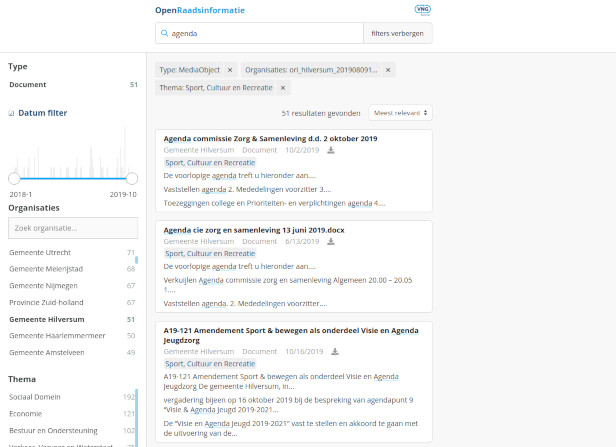 OpenRaadsinformatie
VNG
agenda
filters verbergen
Type
Document 51
Datum filter
2018-1 2019-10
Organisaties
Zoek organisatie...
Gemeente Utrecht 71
Gemeente Meierijstad 68
Gemeente Nijmegen 67
Provincie Zuid-holland 67
Gemeente Hilversum 51
Gemeente Haarlemmermeer 50
Gemeente Amstelveen 49
Thema
Sociaal Domein 192
Economie 121
Bestuur en Ondersteuning 102
Type: MediaObject ×
Organisaties: ori_hilversum_201908091... ×
Thema: Sport, Cultuur en Recreatie ×
51 resultaten gevonden
Meest relevant
Agenda commissie Zorg & Samenleving d.d. 2 oktober 2019
Gemeente Hilversum Document 10/2/2019
Sport, Cultuur en Recreatie
De voorlopige agenda treft u hieronder aan....
Vaststellen agenda 2. Mededelingen voorzitter 3....
Toezeggingen college en Prioriteiten- en verplichtingen agenda 4....
Agenda cie zorg en samenleving 13 juni 2019.docx
Gemeente Hilversum Document 6/13/2019
Sport, Cultuur en Recreatie
De voorlopige agenda treft u hieronder aan....
Verkuijlen Agenda commissie zorg en samenleving Algemeen 20.00 – 20.05
1....
Vaststellen agenda. 2. Mededelingen voorzitter....
A19-121 Amendement Sport & bewegen als onderdeel Visie en Agenda
Jeugdzorg
Gemeente Hilversum Document 10/16/2019
Sport, Cultuur en Recreatie
A19-121 Amendement Sport & bewegen als onderdeel Visie en Agenda
Jeugdzorg De gemeente Hilversum, in...
vergadering bijeen op 16 oktober 2019 bij de bespreking van agendapunt 9
“Visie & Agenda Jeugd 2019-2021...
De “Visie en Agenda Jeugd 2019-2021” vast te stellen en akkoord te gaan met
de uitvoering van de...